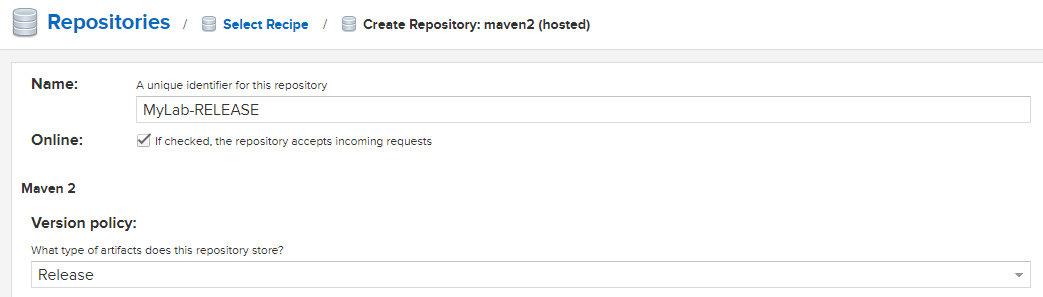 Repositories / Select Recipe / Create Repository: maven2 (hosted)
Name: A unique identifier for this repository
MyLab-RELEASE
Online: If checked, the repository accepts incoming requests
Maven 2
Version policy:
What type of artifacts does this repository store?
Release